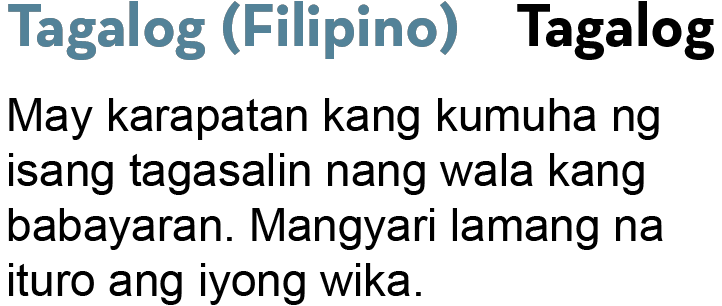 Tagalog (Filipino) Tagalog
May karapatan kang kumuha ng
isang tagasalin nang wala kang
babayaran. Mangyari lamang na
ituro ang iyong wika.